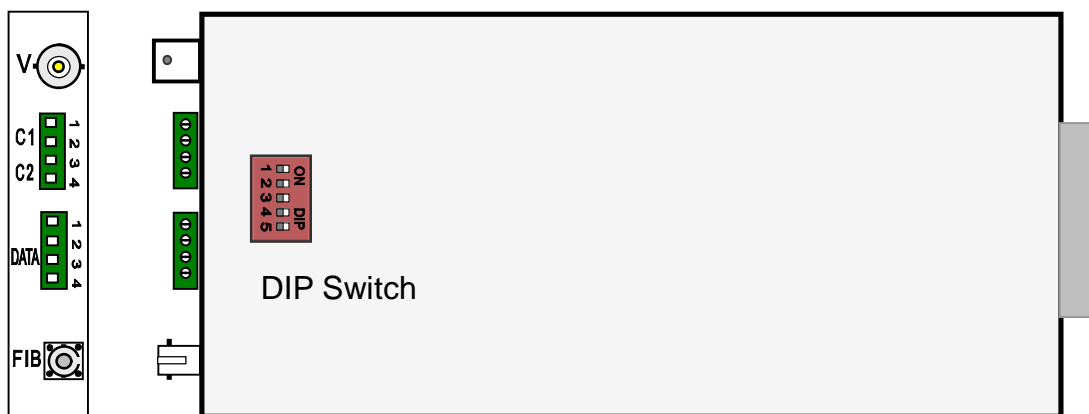 V
C1
C2
1
2
3
4
DATA
1
2
3
4
FIB
ON DIP
1 2 3 4 5
DIP Switch